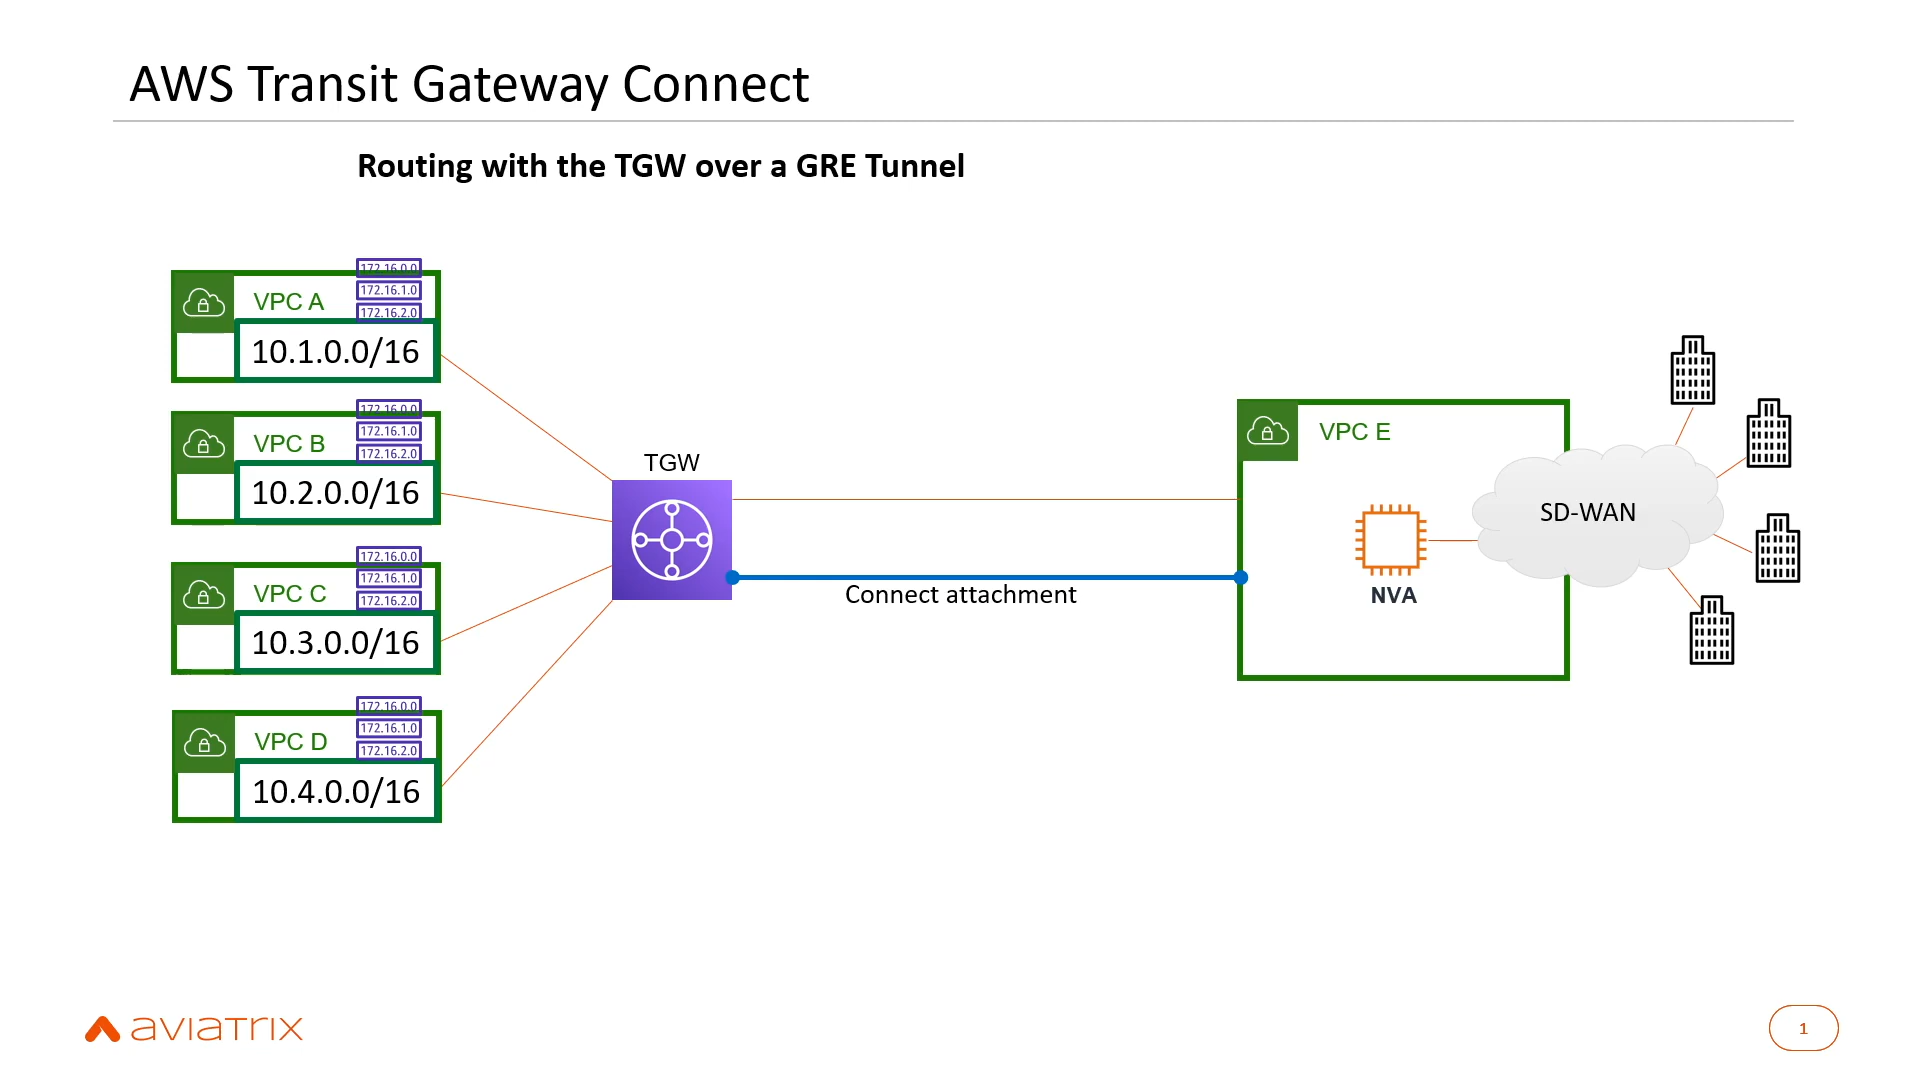 AWS Transit Gateway Connect
Routing with the TGW over a GRE Tunnel
172.16.0.0
172.16.1.0
172.16.2.0
VPC A
10.1.0.0/16
172.16.0.0
172.16.1.0
172.16.2.0
VPC B
10.2.0.0/16
172.16.0.0
172.16.1.0
172.16.2.0
VPC C
10.3.0.0/16
172.16.0.0
172.16.1.0
172.16.2.0
VPC D
10.4.0.0/16
TGW
Connect attachment
VPC E
NVA
SD-WAN
aviatrix
1